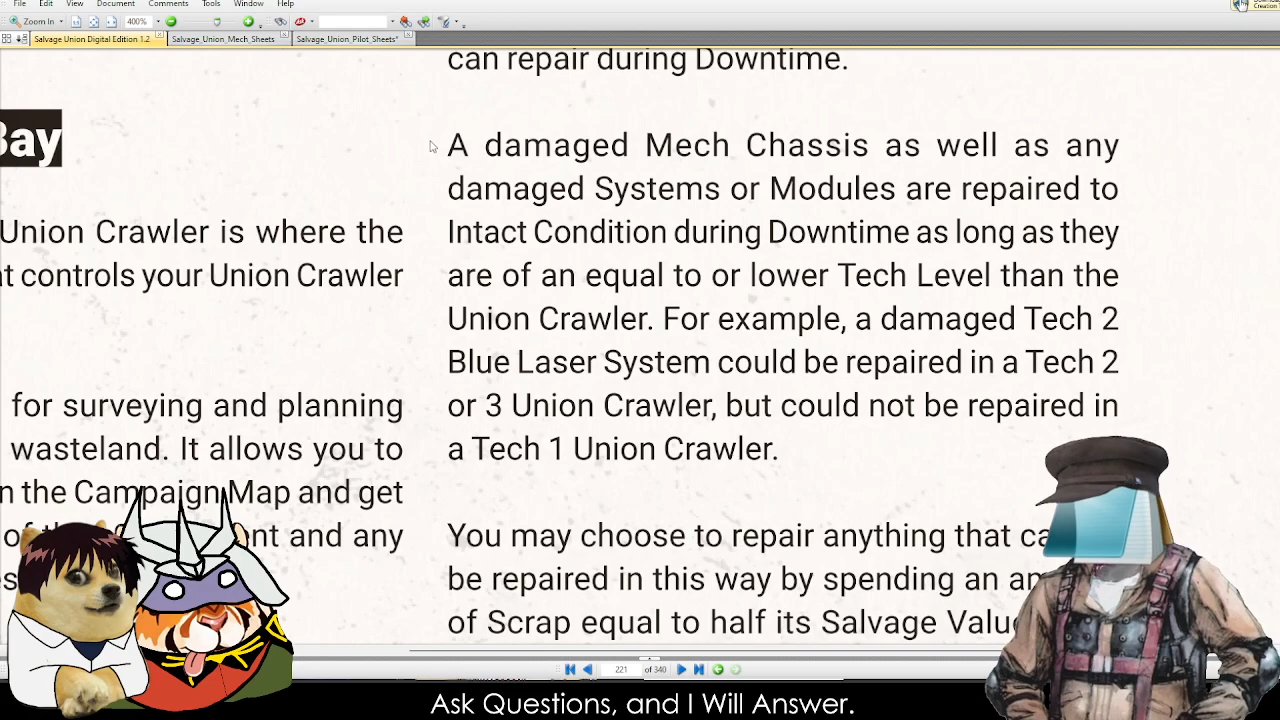 File Edit View Document Comments Tools Window Help
Zoom In 400%
Salvage Union Digital Edition 1.2 Salvage_Union_Mech_Sheets Salvage_Union_Pilot_Sheets*
Creation
Bay
Union Crawler is where the
controls your Union Crawler
for surveying and planning
wasteland. It allows you to
the Campaign Map and get
and any
can repair during Downtime.
A damaged Mech Chassis as well as any
damaged Systems or Modules are repaired to
Intact Condition during Downtime as long as they
are of an equal to or lower Tech Level than the
Union Crawler. For example, a damaged Tech 2
Blue Laser System could be repaired in a Tech 2
or 3 Union Crawler, but could not be repaired in
a Tech 1 Union Crawler.
You may choose to repair anything that
be repaired in this way by spending an
of Scrap equal to half its Salvage
221 of 340
Ask Questions, and I Will Answer.